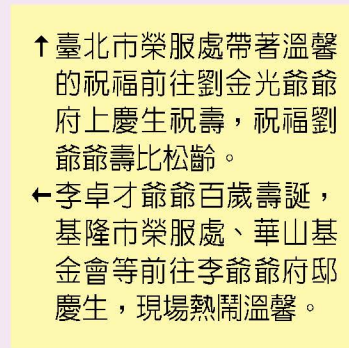 ↑臺北市榮服處帶著溫馨
的祝福前往劉金光爺爺
府上慶生祝壽，祝福劉
爺爺壽比松齡。
←李卓才爺爺百歲壽誕，
基隆市榮服處、華山基
金會等前往李爺爺府邸
慶生，現場熱鬧溫馨。